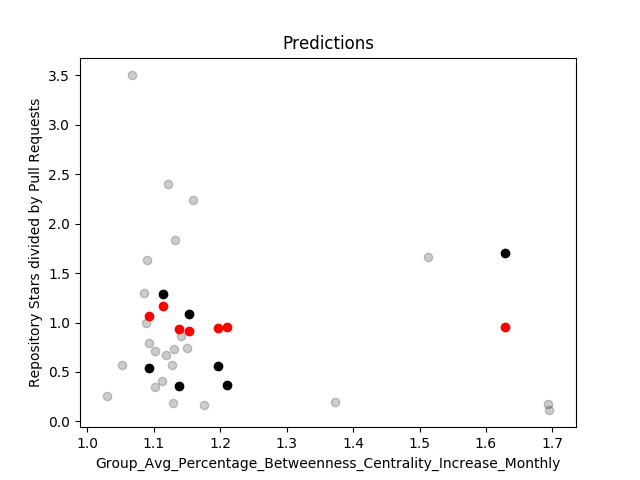 Predictions
Repository Stars divided by Pull Requests
3.5
3.0
2.5
2.0
1.5
1.0
0.5
0.0
1.0 1.1 1.2 1.3 1.4 1.5 1.6 1.7
Group_Avg_Percentage_Betweenness_Centrality_Increase_Monthly